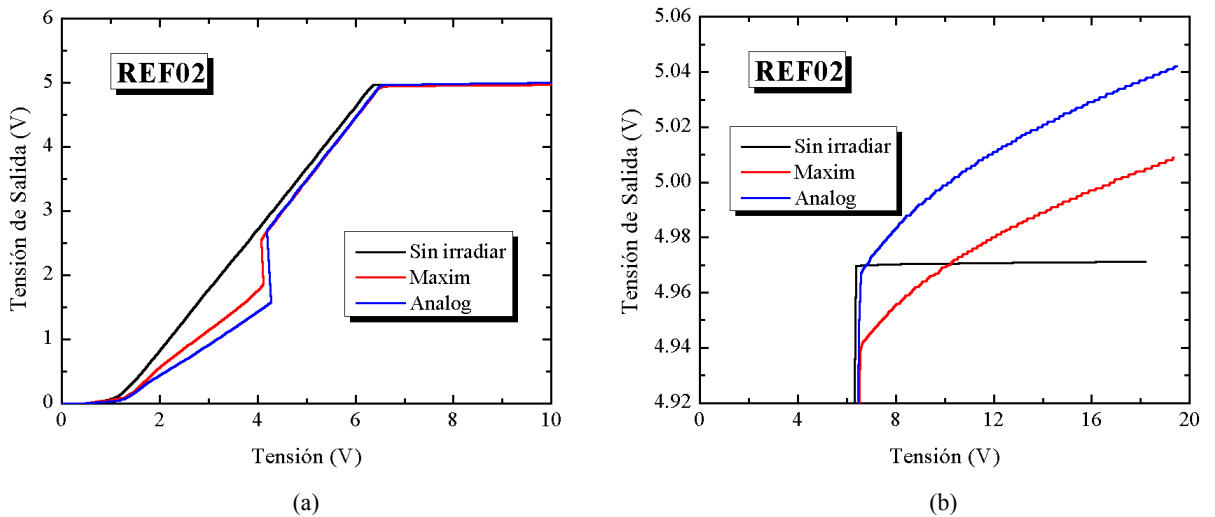 REF02
Tensión de Salida (V)
6
5
4
3
2
1
0
Sin irradiar
Maxim
Analog
0 2 4 6 8 10
Tensión (V)
(a)
REF02
Tensión de Salida (V)
5.06
5.04
5.02
5.00
4.98
4.96
4.94
4.92
Sin irradiar
Maxim
Analog
0 4 8 12 16 20
Tensión (V)
(b)